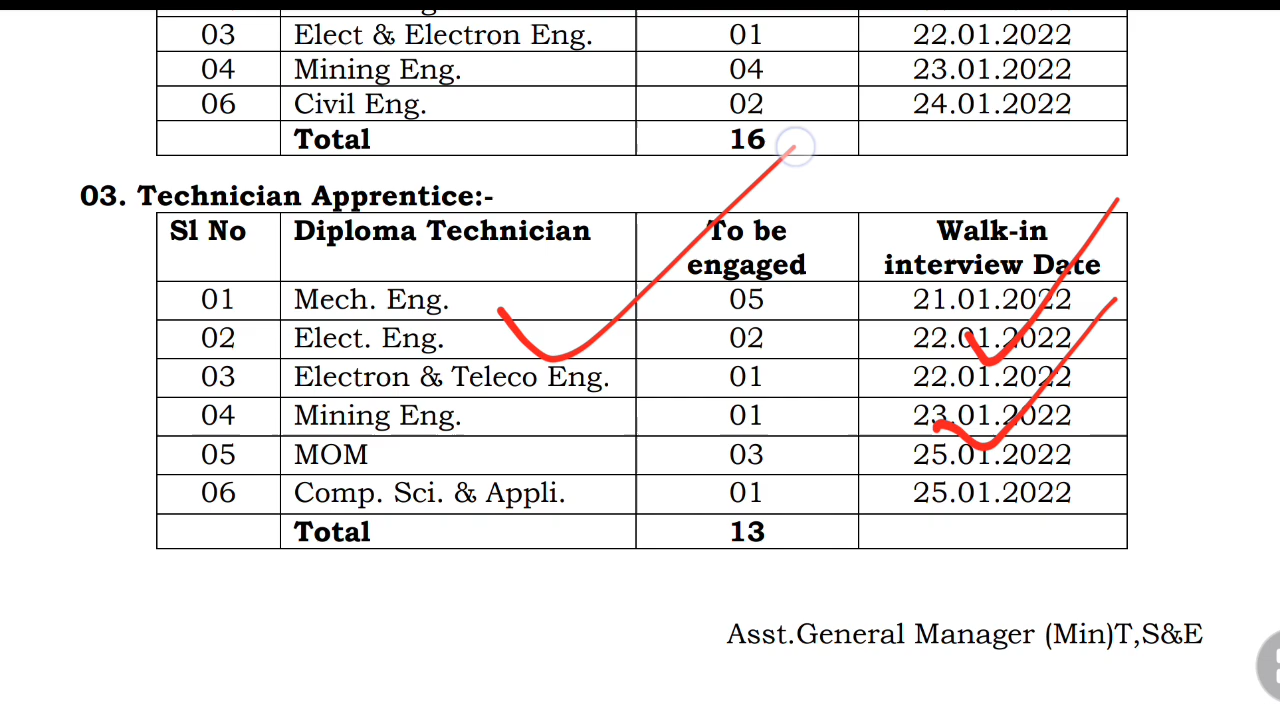 03 Elect & Electron Eng. 01 22.01.2022
04 Mining Eng. 04 23.01.2022
06 Civil Eng. 02 24.01.2022
Total 16
03. Technician Apprentice:-
Sl No Diploma Technician To be engaged Walk-in interview Date
01 Mech. Eng. 05 21.01.2022
02 Elect. Eng. 02 22.01.2022
03 Electron & Teleco Eng. 01 22.01.2022
04 Mining Eng. 01 23.01.2022
05 MOM 03 25.01.2022
06 Comp. Sci. & Appli. 01 25.01.2022
Total 13
Asst.General Manager (Min)T,S&E